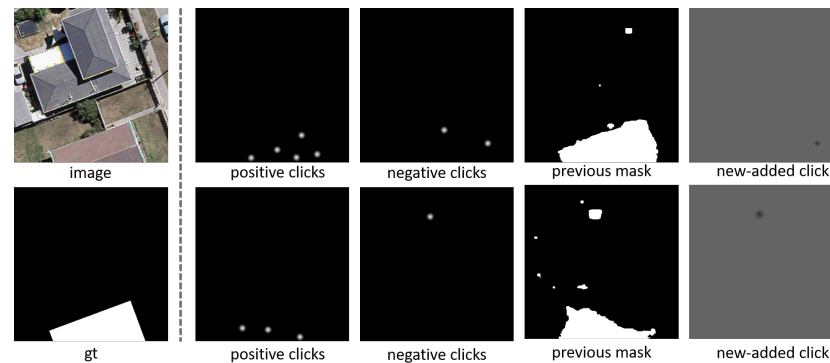 image
positive clicks
negative clicks
previous mask
new-added click
gt
positive clicks
negative clicks
previous mask
new-added click